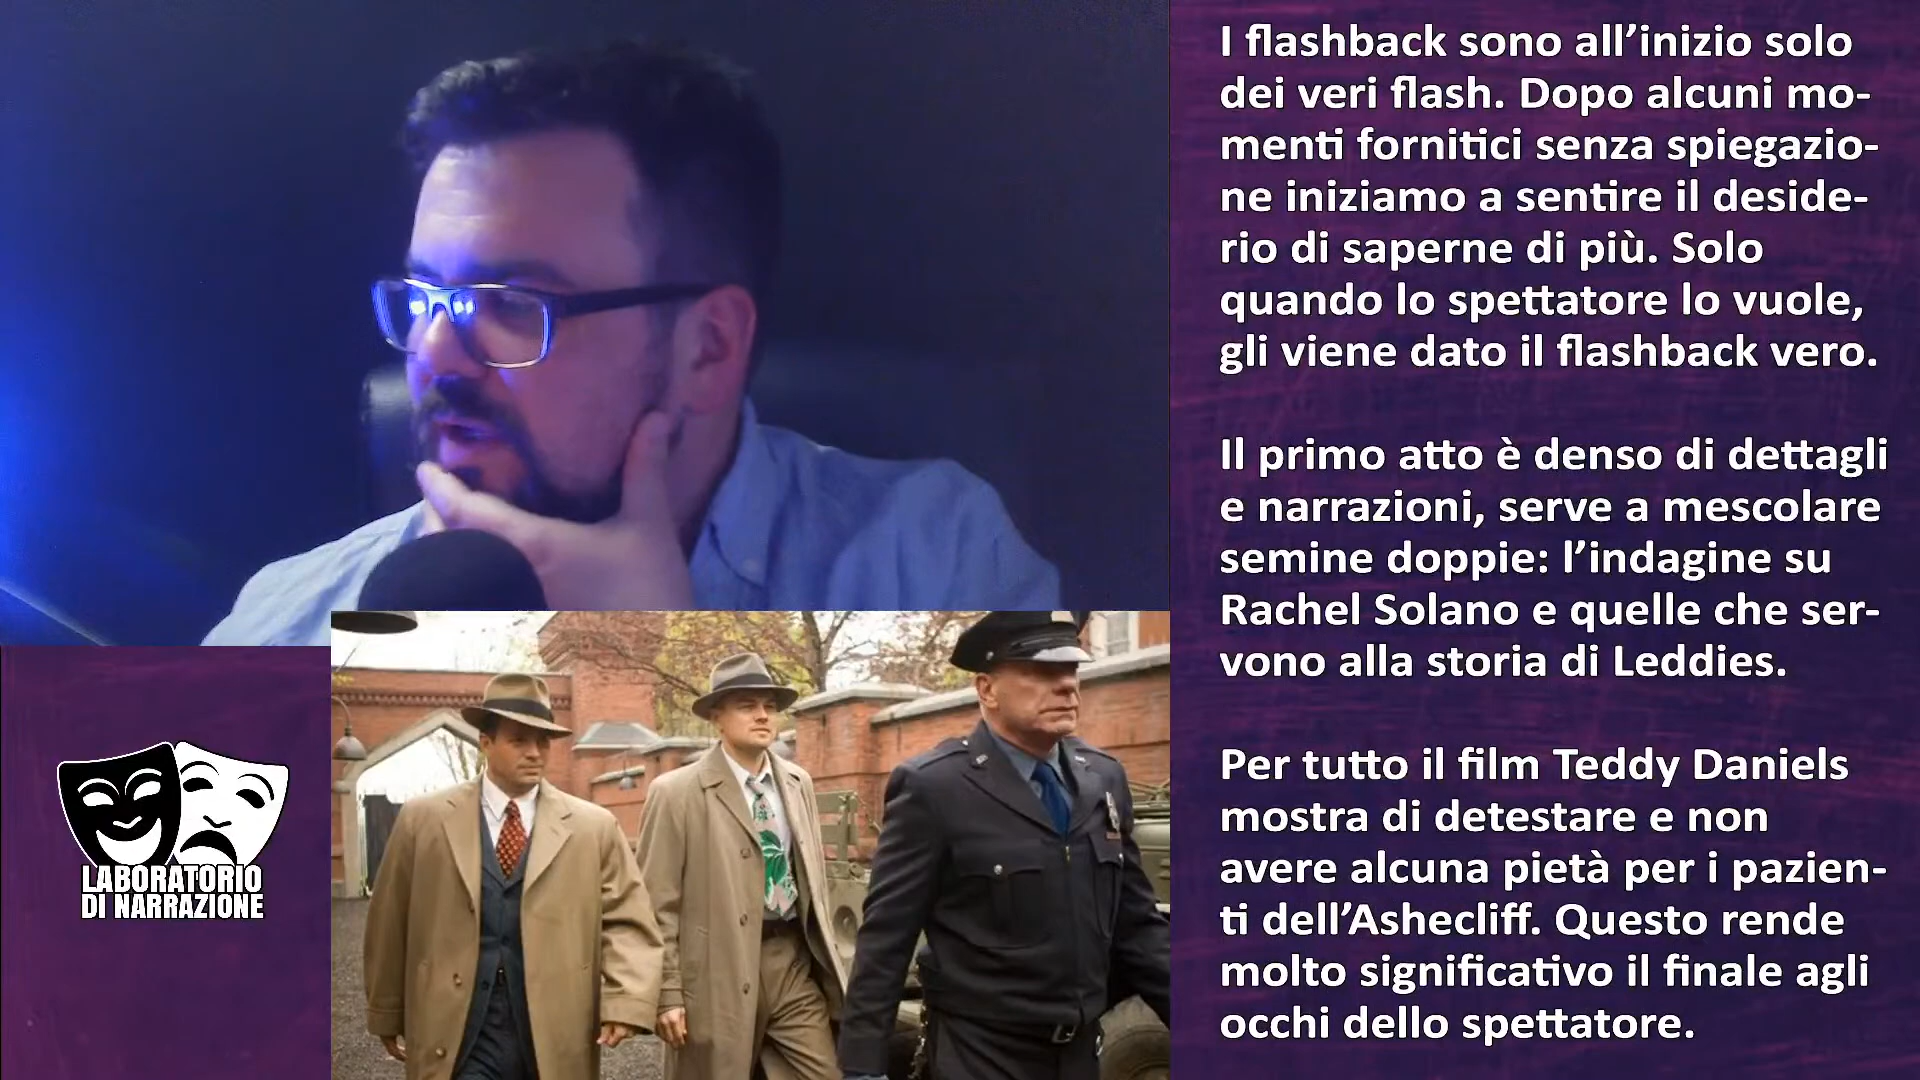 I flashback sono all’inizio solo
dei veri flash. Dopo alcuni mo-
menti fornitici senza spiegazio-
ne iniziamo a sentire il deside-
rio di saperne di più. Solo
quando lo spettatore lo vuole,
gli viene dato il flashback vero.
Il primo atto è denso di dettagli
e narrazioni, serve a mescolare
semine doppie: l’indagine su
Rachel Solano e quelle che ser-
vono alla storia di Leddies.
Per tutto il film Teddy Daniels
mostra di detestare e non
avere alcuna pietà per i pazien-
ti dell’Ashecliff. Questo rende
molto significativo il finale agli
occhi dello spettatore.
LABORATORIO
DI NARRAZIONE